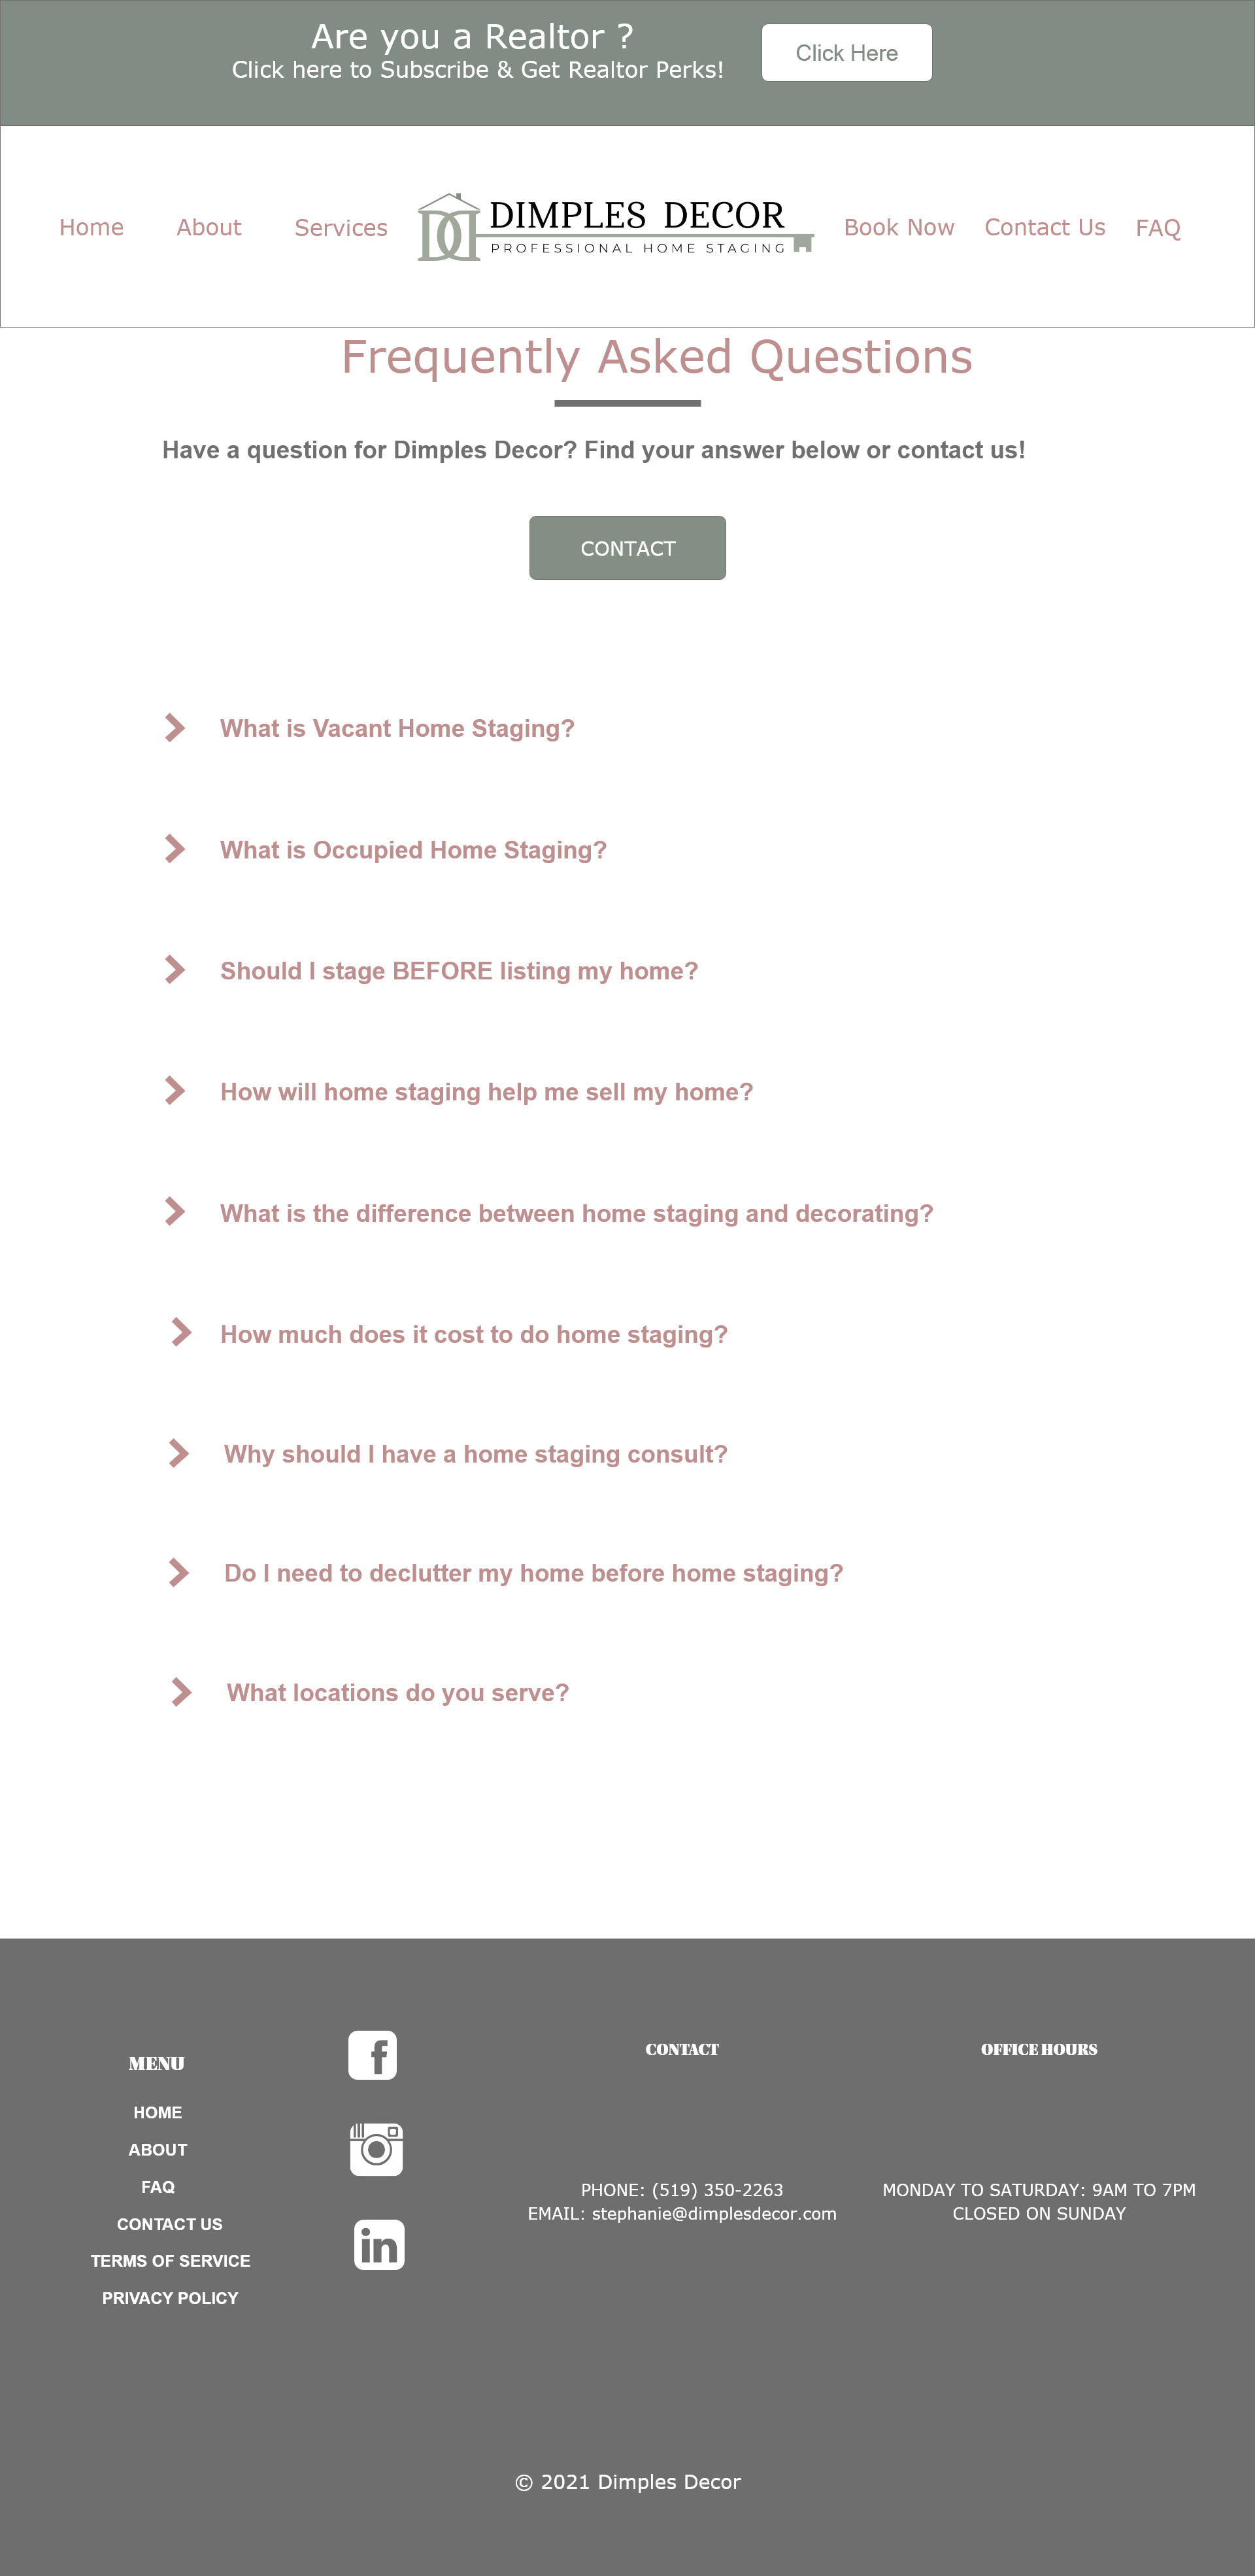 Are you a Realtor ?
Click here to Subscribe & Get Realtor Perks!
Click Here
Home
About
Services
DIMPLES DECOR
PROFESSIONAL HOME STAGING
Book Now
Contact Us
FAQ
Frequently Asked Questions
Have a question for Dimples Decor? Find your answer below or contact us!
CONTACT
What is Vacant Home Staging?
What is Occupied Home Staging?
Should I stage BEFORE listing my home?
How will home staging help me sell my home?
What is the difference between home staging and decorating?
How much does it cost to do home staging?
Why should I have a home staging consult?
Do I need to declutter my home before home staging?
What locations do you serve?
MENU
HOME
ABOUT
FAQ
CONTACT US
TERMS OF SERVICE
PRIVACY POLICY
CONTACT
PHONE: (519) 350-2263
EMAIL: stephanie@dimplesdecor.com
OFFICE HOURS
MONDAY TO SATURDAY: 9AM TO 7PM
CLOSED ON SUNDAY
© 2021 Dimples Decor